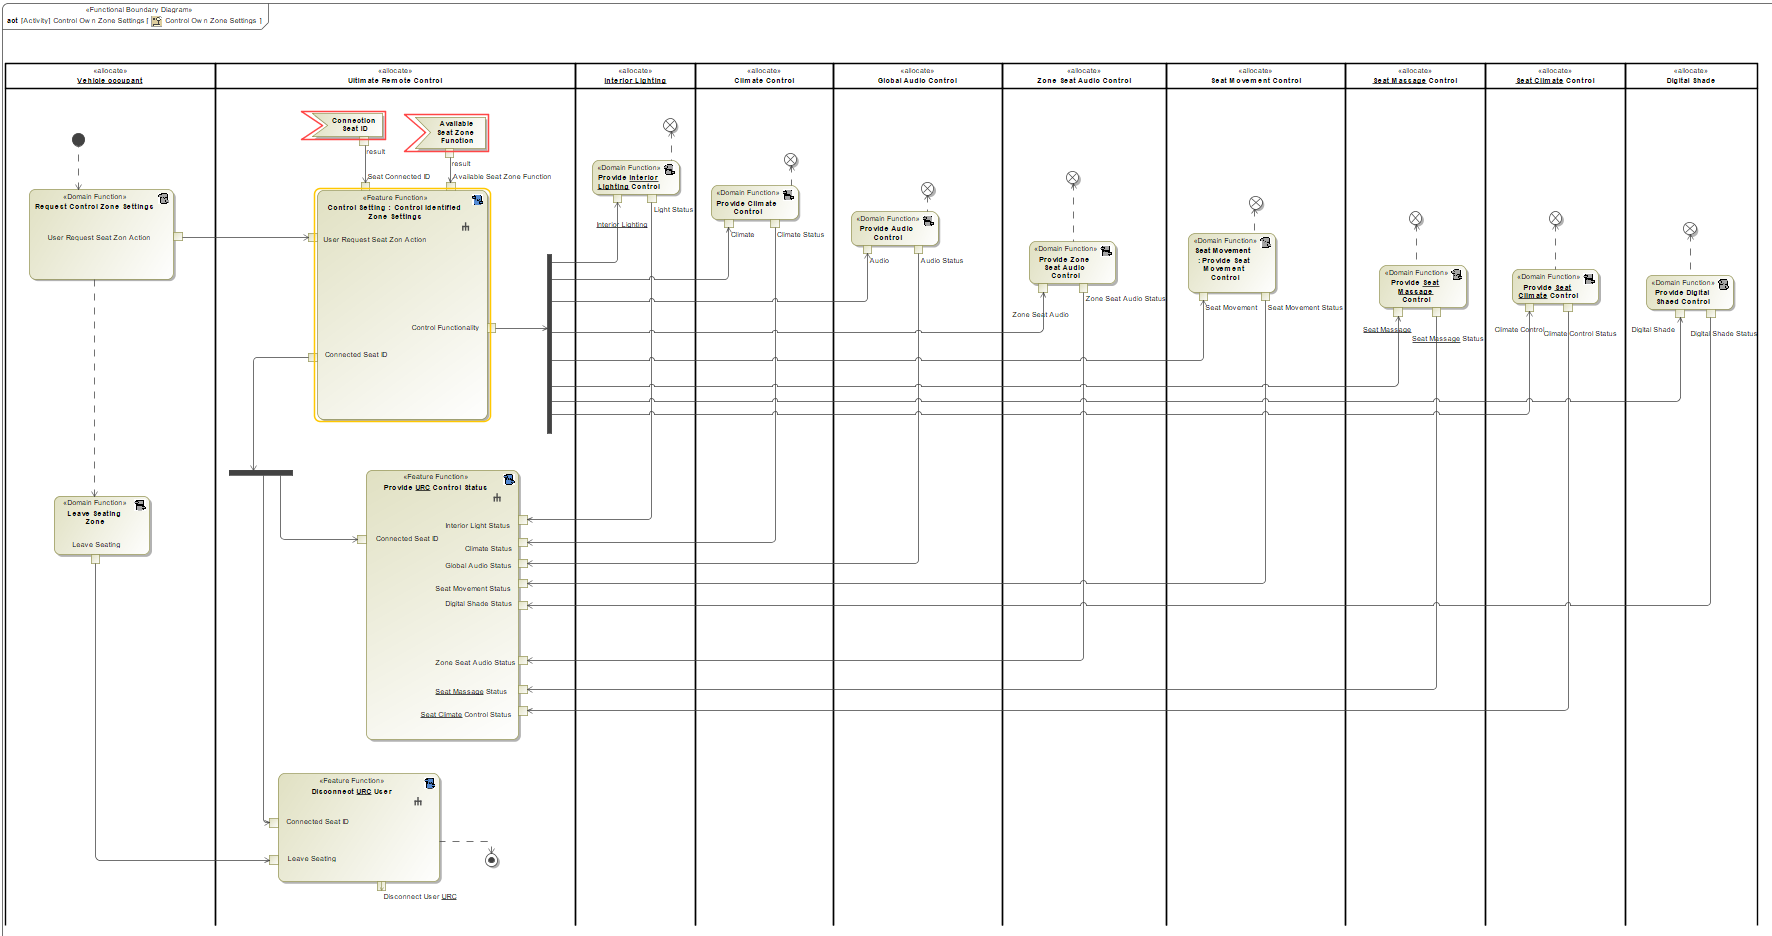 «Functional Boundary Diagram»
aot [Activity] Control Own Zone Settings [ Control Own Zone Settings ]
«allocate»
Vehicle occupant
«allocate»
Ultimate Remote Control
«allocate»
Interior Lighting
«allocate»
Climate Control
«allocate»
Global Audio Control
«allocate»
Zone Seat Audio Control
«allocate»
Seat Movement Control
«allocate»
Seat Massage Control
«allocate»
Seat Climate Control
«allocate»
Digital Shade
Connection
Seat ID
result
Seat Connected ID
Available
Seat Zone
Function
result
Available Seat Zone Function
«Domain Function»
Request Control Zone Settings
User Request Seat Zon Action
«Feature Function»
Control Setting : Control Identified
Zone Settings
User Request Seat Zon Action
Control Functionality
Connected Seat ID
«Domain Function»
Provide Interior
Lighting Control
Interior Lighting
Light Status
«Domain Function»
Provide Climate
Control
Climate
Climate Status
«Domain Function»
Provide Audio
Control
Audio
Audio Status
«Domain Function»
Provide Zone
Seat Audio
Control
Zone Seat Audio
Zone Seat Audio Status
«Domain Function»
Seat Movement
: Provide Seat
Movement
Control
Seat Movement
Seat Movement Status
«Domain Function»
Provide Seat
Massage
Control
Seat Massage
Seat Massage Status
«Domain Function»
Provide Seat
Climate Control
Climate Control
Climate Control Status
«Domain Function»
Provide Digital
Shaed Control
Digital Shade
Digital Shade Status
«Domain Function»
Leave Seating
Zone
Leave Seating
«Feature Function»
Provide URC Control Status
Interior Light Status
Connected Seat ID
Climate Status
Global Audio Status
Seat Movement Status
Digital Shade Status
Zone Seat Audio Status
Seat Massage Status
Seat Climate Control Status
«Feature Function»
Disconnect URC User
Connected Seat ID
Leave Seating
Disconnect User URC